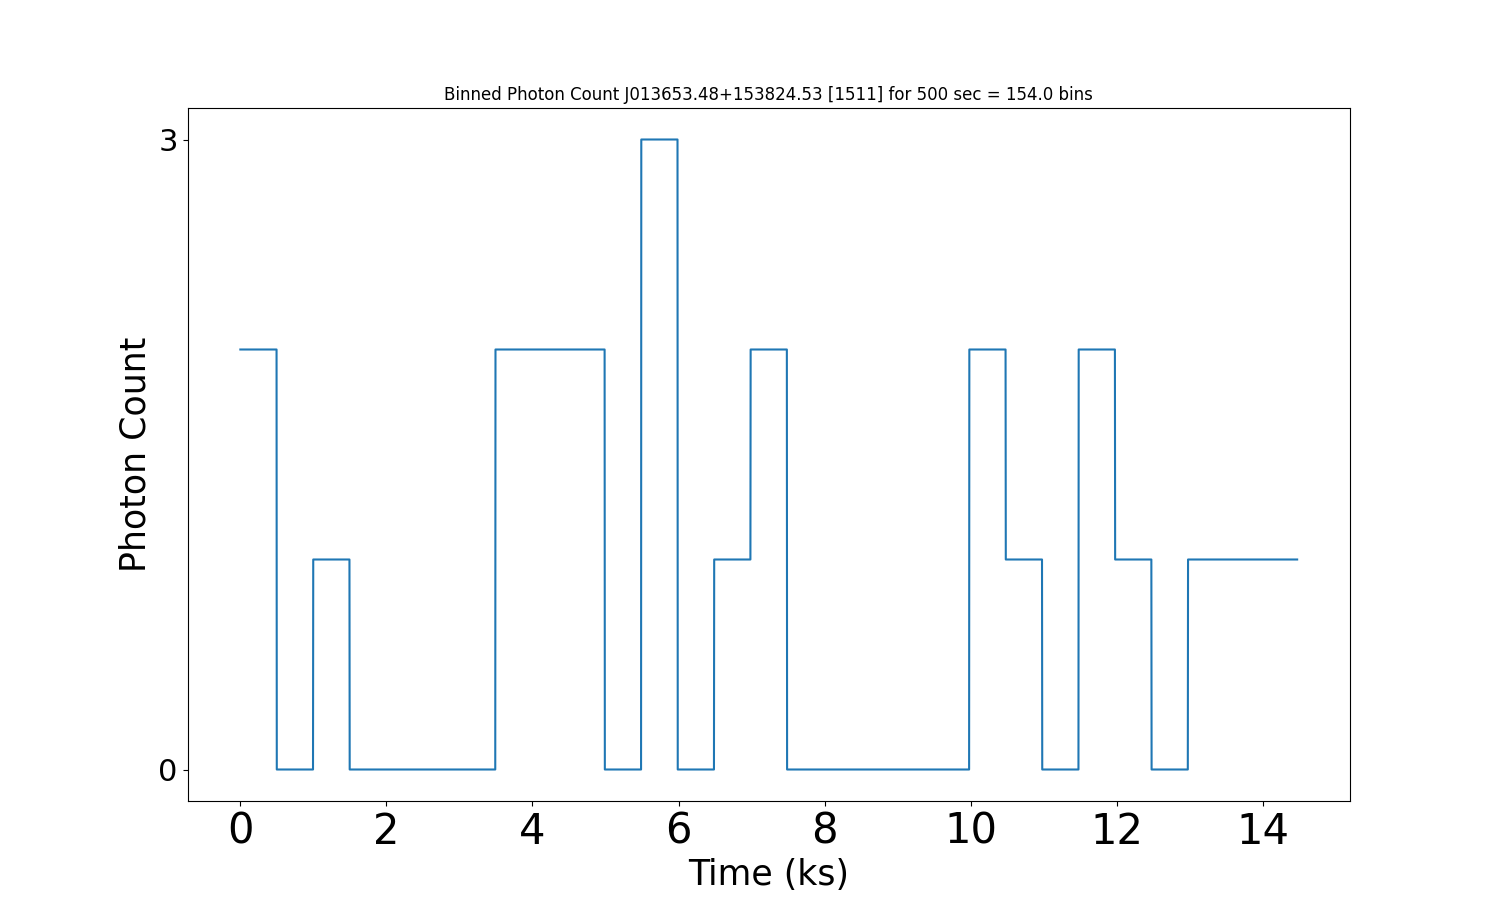 Binned Photon Count J013653.48+153824.53 [1511] for 500 sec = 154.0 bins
3
Photon Count
0
0 2 4 6 8 10 12 14
Time (ks)